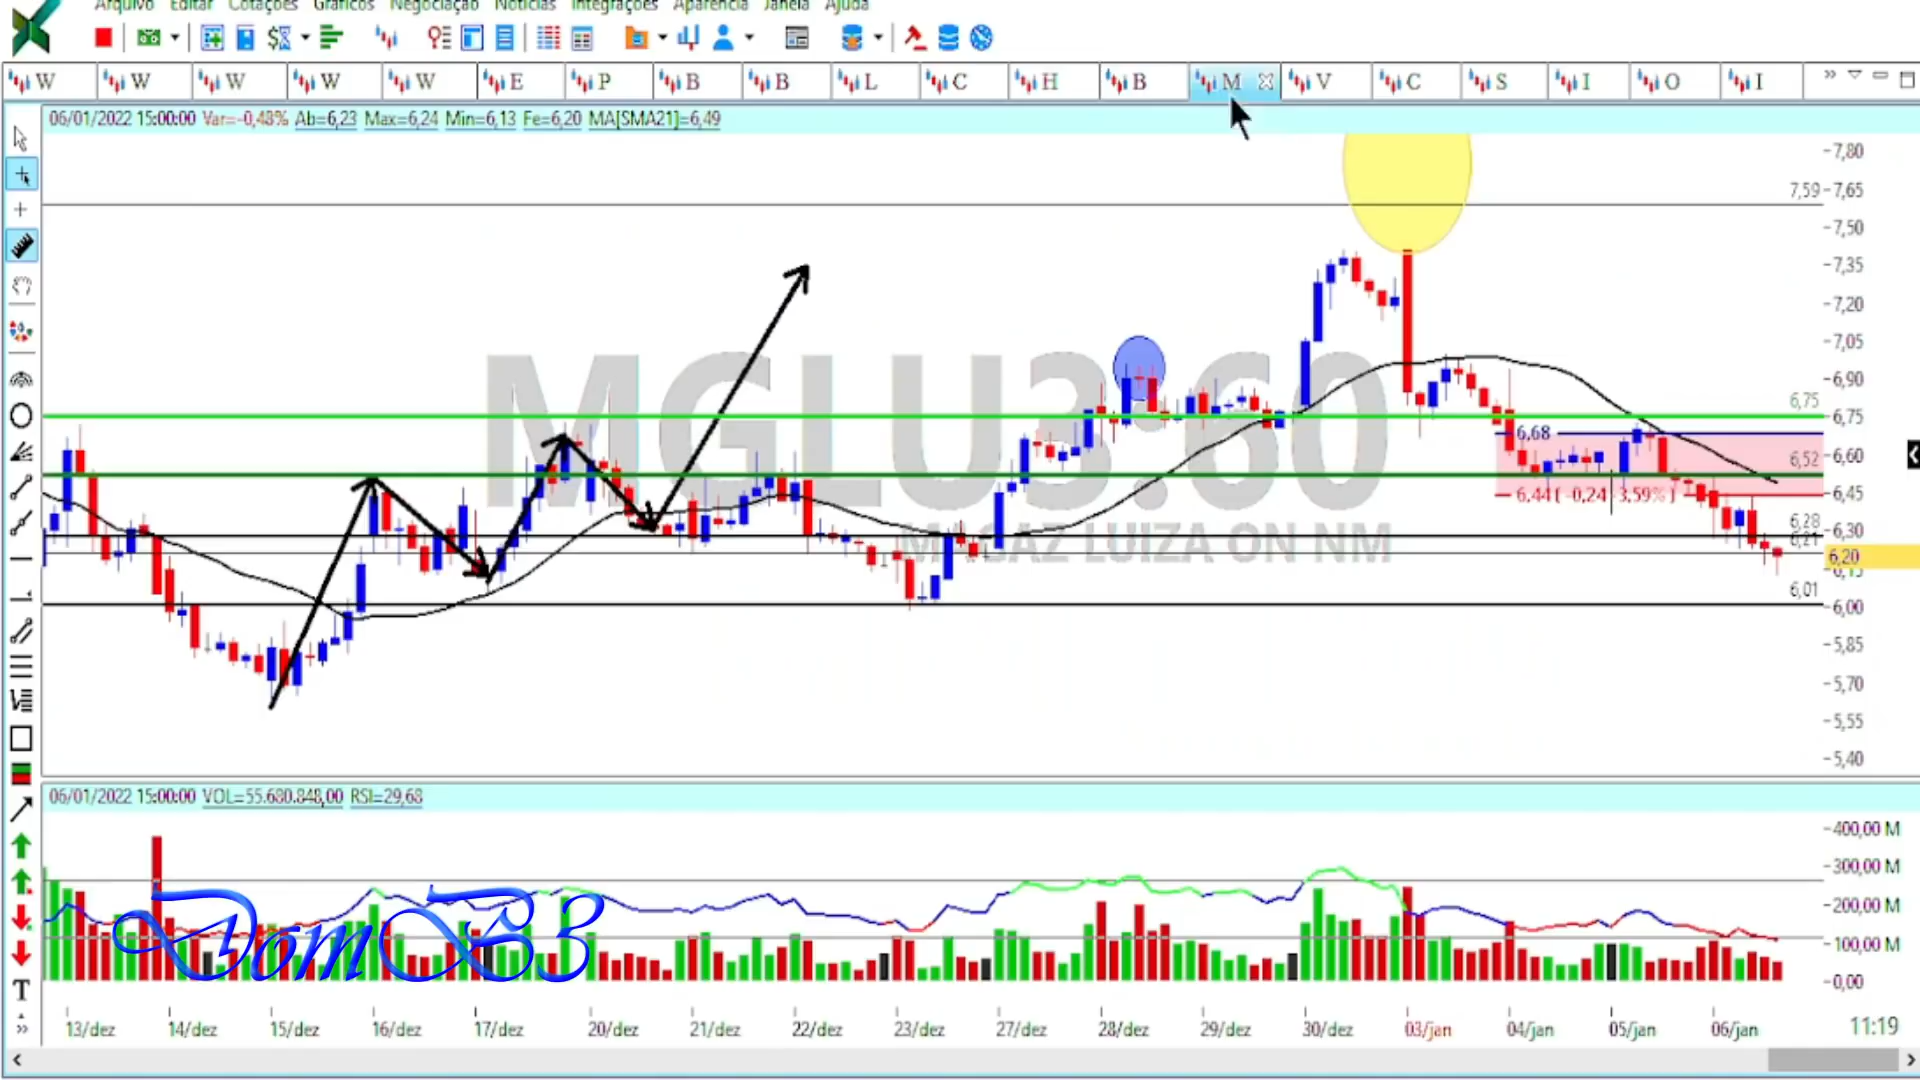 Arquivo Editar Cotações Gráficos Negociação Notícias Integrações Aparência Janela Ajuda
W W W W W E P B B L C H B M V C S I O I
06/01/2022 15:00:00 Var=-0,48% Ab=6,23 Max=6,24 Min=6,13 Fe=6,20 MA[SMA21]=6,49
7,80
7,59 7,65
7,50
7,35
7,20
7,05
6,90
6,75 6,75
6,68
6,52 6,60
6,44 ( -0,24 -3,59% ) 6,45
6,28 6,30
6,21
6,20
6,15
6,01 6,00
5,85
5,70
5,55
5,40
MGLU3:60
MAGAZ LUIZA ON NM
06/01/2022 15:00:00 VOL=55.680.848,00 RSI=29,68
400,00 M
300,00 M
200,00 M
100,00 M
0,00
DomB3
T
13/dez 14/dez 15/dez 16/dez 17/dez 20/dez 21/dez 22/dez 23/dez 27/dez 28/dez 29/dez 30/dez 03/jan 04/jan 05/jan 06/jan 11:19